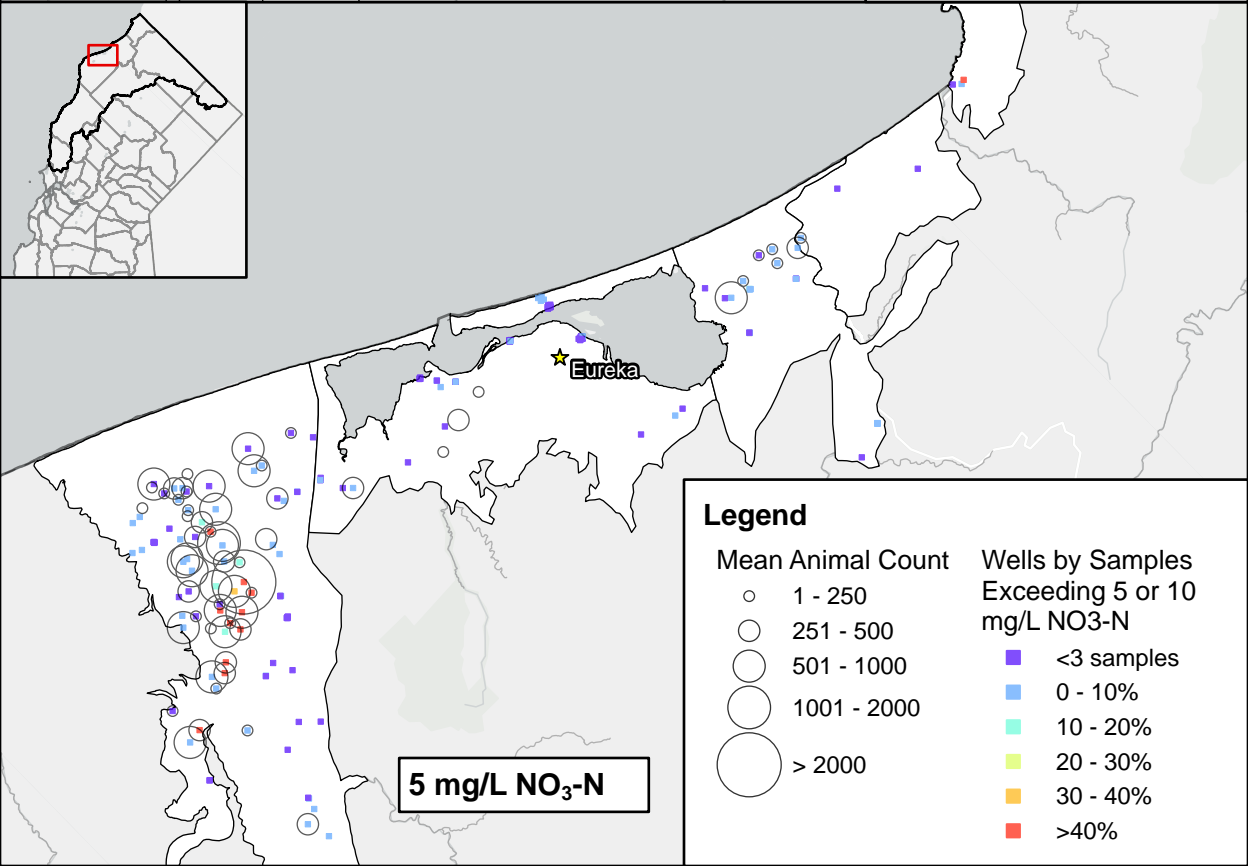 Eureka
Legend
Mean Animal Count
1 - 250
251 - 500
501 - 1000
1001 - 2000
> 2000
Wells by Samples
Exceeding 5 or 10
mg/L NO3-N
<3 samples
0 - 10%
10 - 20%
20 - 30%
30 - 40%
>40%
5 mg/L NO₃-N